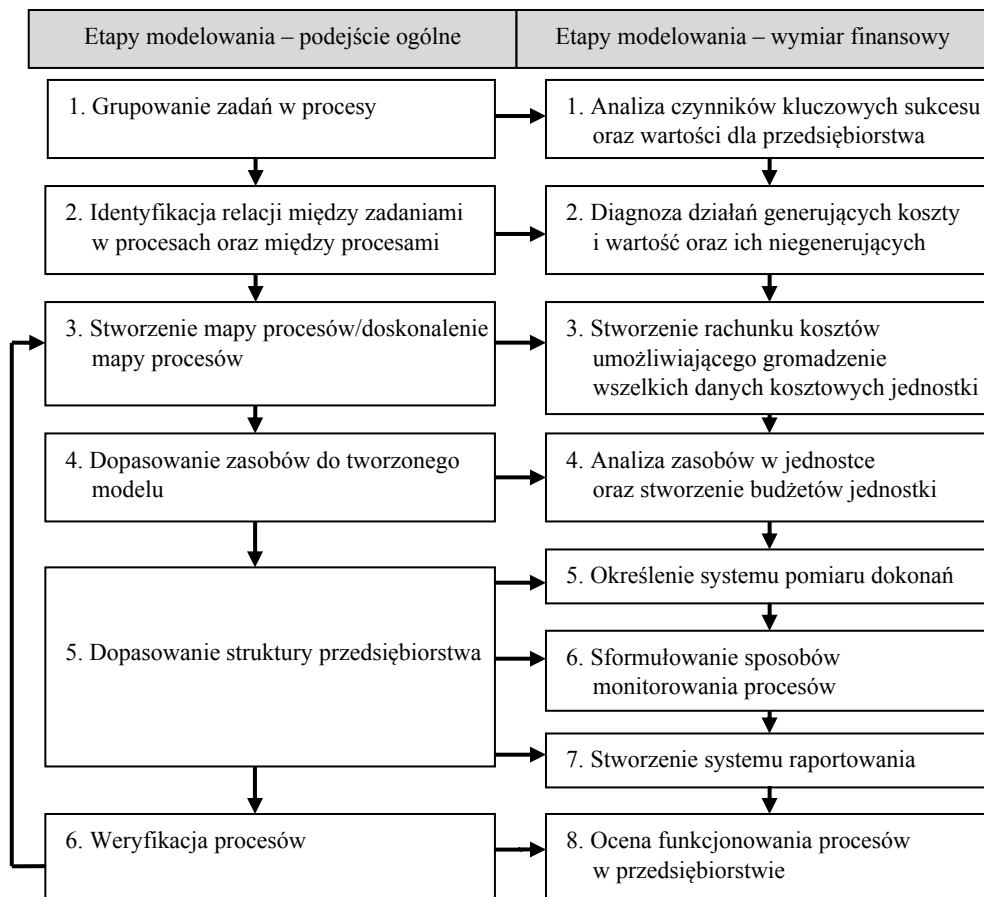 Etapy modelowania – podejście ogólne
Etapy modelowania – wymiar finansowy
1. Grupowanie zadań w procesy
1. Analiza czynników kluczowych sukcesu
oraz wartości dla przedsiębiorstwa
2. Identyfikacja relacji między zadaniami
w procesach oraz między procesami
2. Diagnoza działań generujących koszty
i wartość oraz ich niegenerujących
3. Stworzenie mapy procesów/doskonalenie
mapy procesów
3. Stworzenie rachunku kosztów
umożliwiającego gromadzenie
wszelkich danych kosztowych jednostki
4. Dopasowanie zasobów do tworzonego
modelu
4. Analiza zasobów w jednostce
oraz stworzenie budżetów jednostki
5. Dopasowanie struktury przedsiębiorstwa
5. Określenie systemu pomiaru dokonań
6. Sformułowanie sposobów
monitorowania procesów
7. Stworzenie systemu raportowania
6. Weryfikacja procesów
8. Ocena funkcjonowania procesów
w przedsiębiorstwie